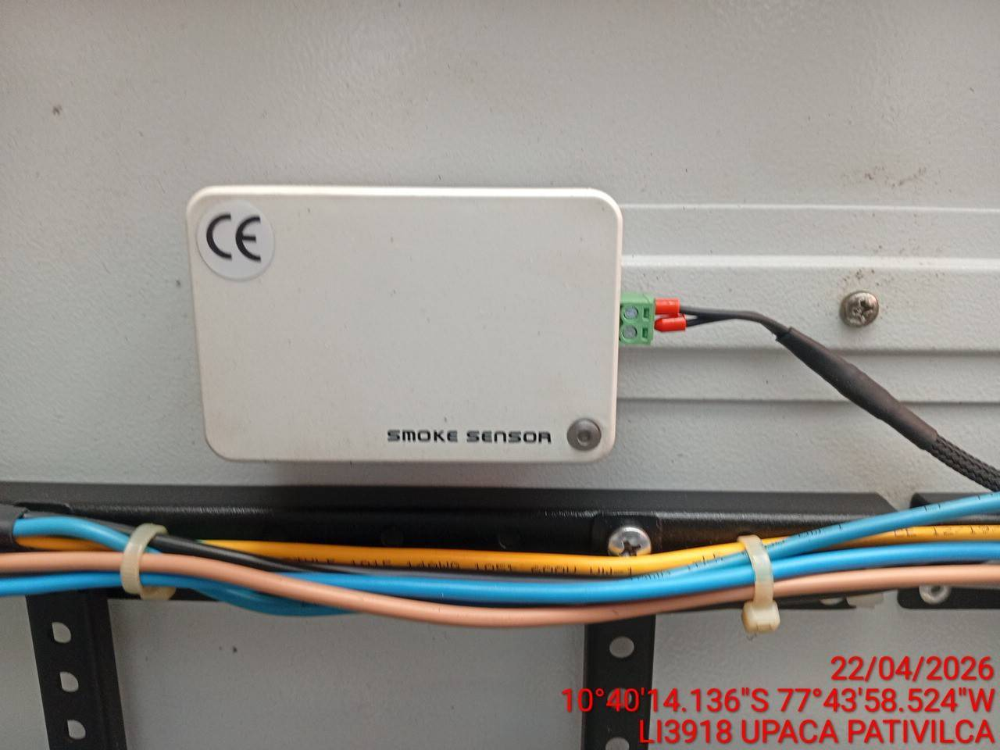 CE
SMOKE SENSOR
22/04/2026
10°40'14.136"S 77°43'58.524"W
LI3918 UPACA PATIVILCA